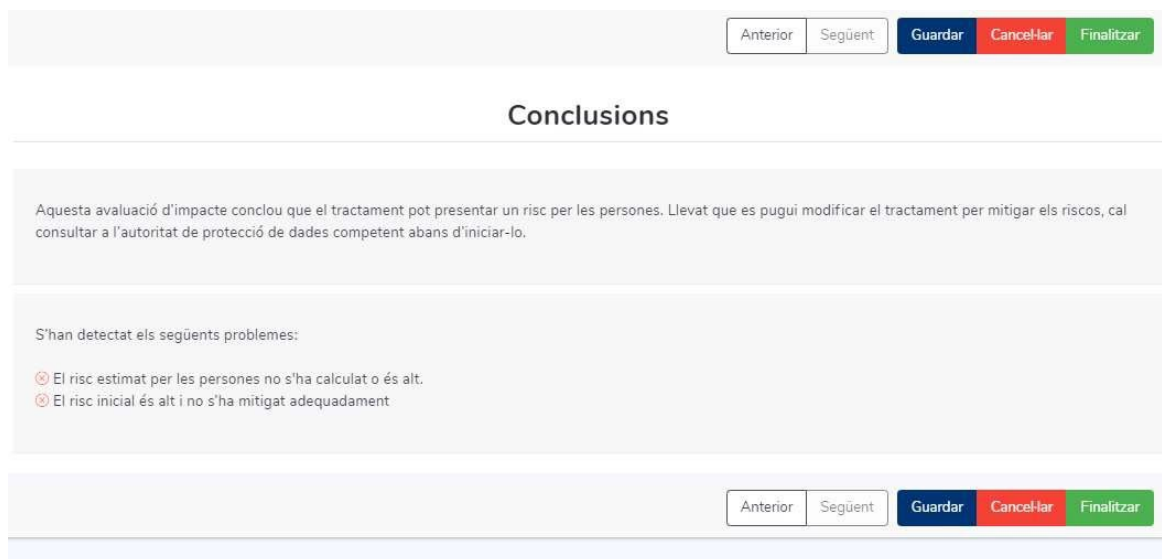 Anterior Següent Guardar Cancel·lar Finalitzar
Conclusions
Aquesta avaluació d'impacte conclou que el tractament pot presentar un risc per les persones. Llevat que es pugui modificar el tractament per mitigar els riscos, cal
consultar a l'autoritat de protecció de dades competent abans d'iniciar-lo.
S'han detectat els següents problemes:
El risc estimat per les persones no s'ha calculat o és alt.
El risc inicial és alt i no s'ha mitigat adequadament
Anterior Següent Guardar Cancel·lar Finalitzar